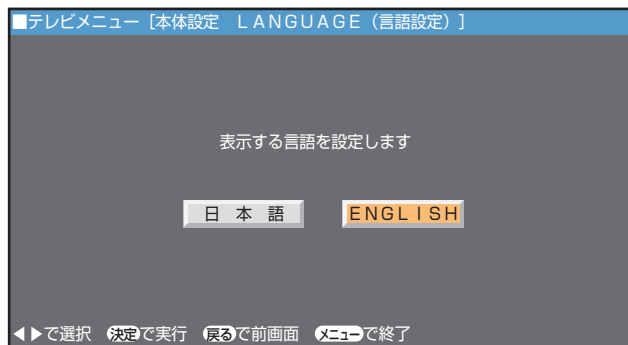 ■テレビメニュー［本体設定　ＬＡＮＧＵＡＧＥ（言語設定）］
表示する言語を設定します
日　本　語　ＥＮＧＬＩＳＨ
◀▶で選択　決定で実行　戻るで前画面　メニューで終了